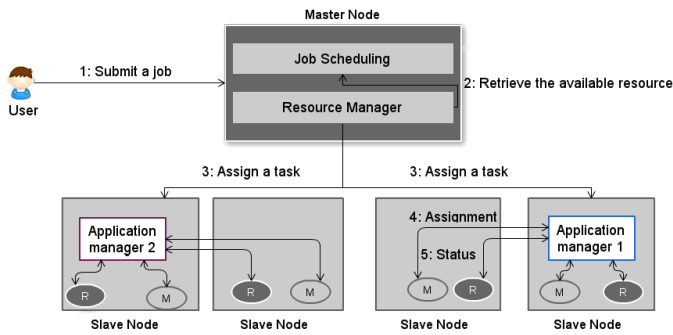 Master Node
Job Scheduling
1: Submit a job
2: Retrieve the available resource
User
Resource Manager
3: Assign a task
3: Assign a task
4: Assignment
Application
manager 2
Application
manager 1
5: Status
R
M
R
M
M
R
M
R
Slave Node
Slave Node
Slave Node
Slave Node